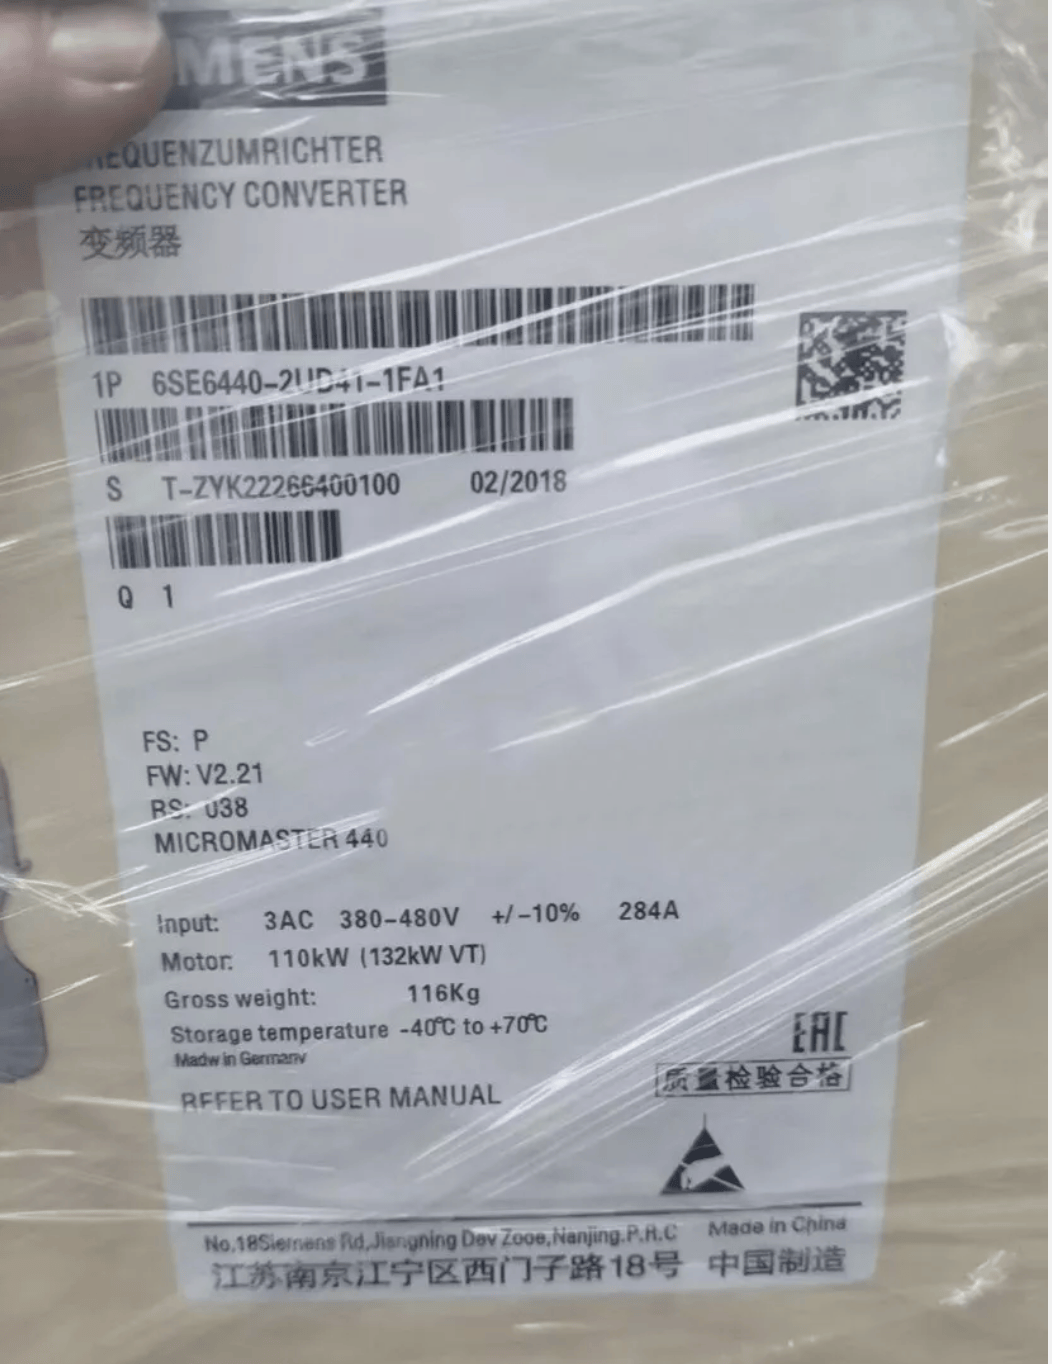 MENS
FREQUENZUMRICHTER
FREQUENCY CONVERTER
变频器
1P 6SE6440-2UD41-1FA1
S T-ZYK22266400100 02/2018
Q 1
FS: P
FW: V2.21
RS: 038
MICROMASTER 440
Input: 3AC 380-480V +/-10% 284A
Motor: 110kW (132kW VT)
Gross weight: 116Kg
Storage temperature -40℃ to +70℃
Madw in Germany
EAC
质量检验合格
REFER TO USER MANUAL
No.18Siemens Rd,Jiangning Dev Zooe,Nanjing.P.R.C Made in China
江苏南京江宁区西门子路18号 中国制造